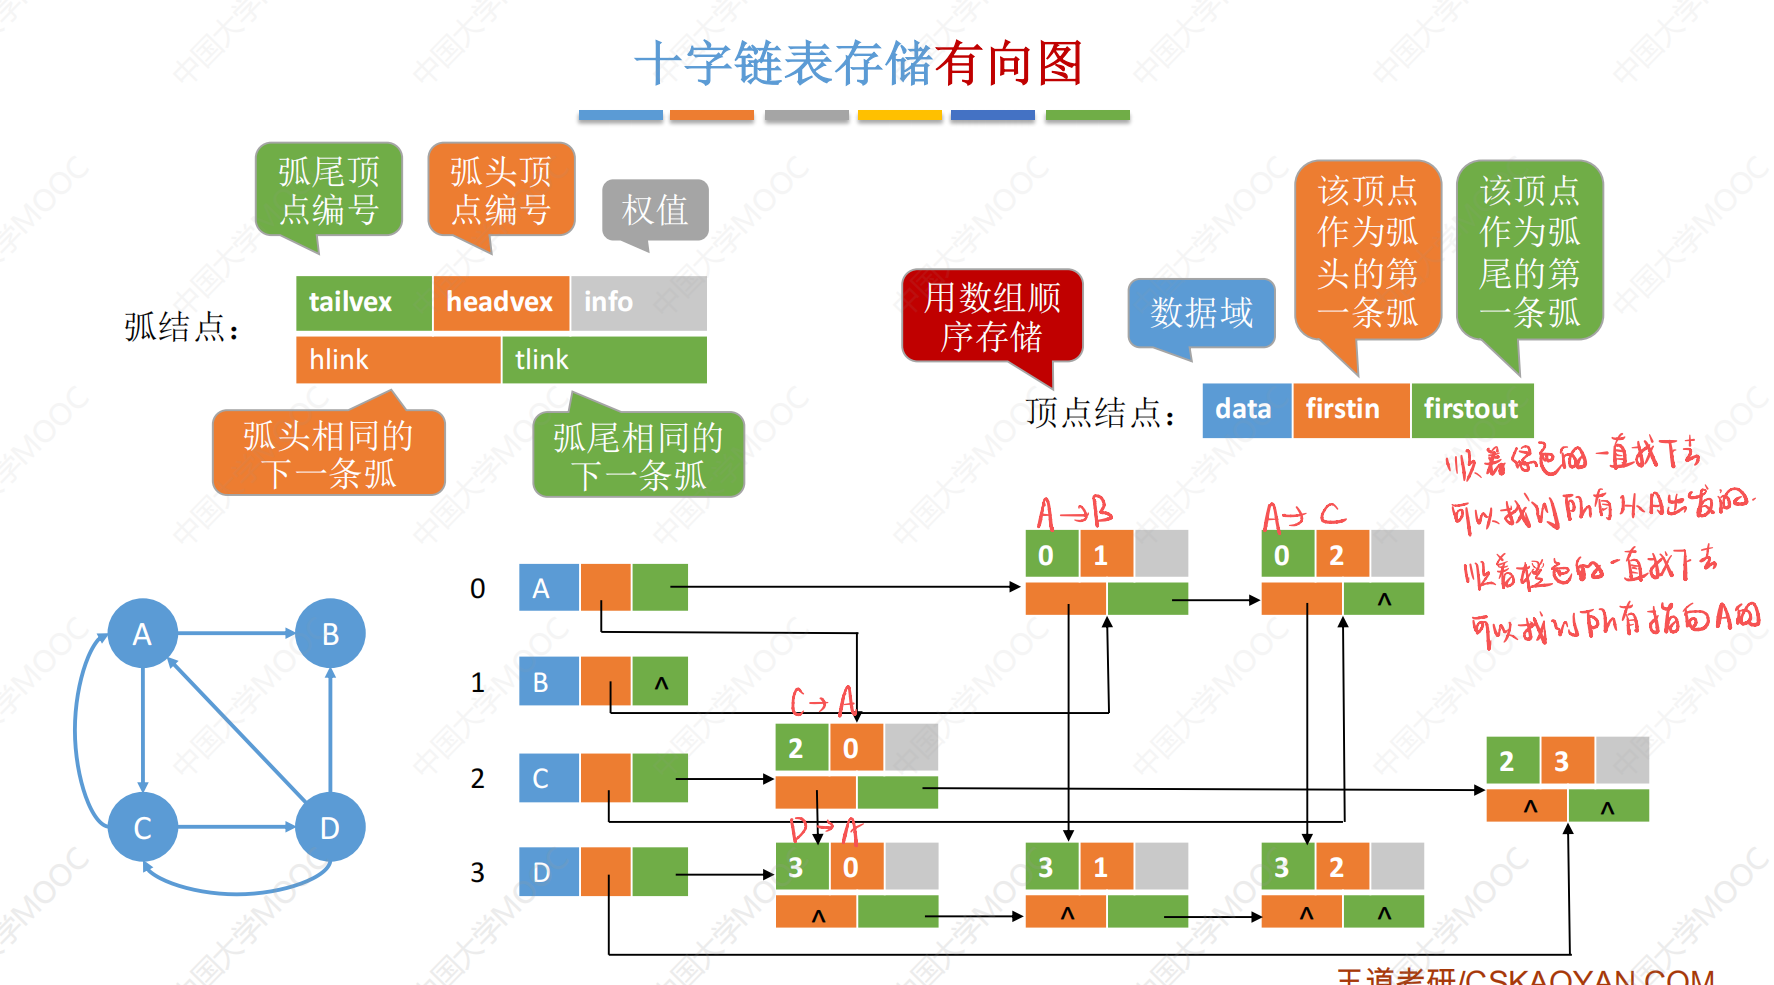 十字链表存储有向图
弧尾顶
点编号
弧头顶
点编号
权值
该顶点
作为弧
头的第
一条弧
该顶点
作为弧
尾的第
一条弧
用数组顺
序存储
数据域
弧结点：
tailvex headvex info
hlink tlink
弧头相同的
下一条弧
弧尾相同的
下一条弧
顶点结点：
data firstin firstout
顺着绿色的一直找下去
可以找到所有从A出发的.
顺着橙色的一直找下去
可以找到所有指向A的
A→B
A→C
0 1
0 2
0 A
^
A B
1 B ^
C→A
2 0
2 3
2 C
^ ^
C D
D→A
3 D
3 0
3 1
3 2
^
^
^ ^
王道考研/CSKAOYAN.COM
中国大学MOOC